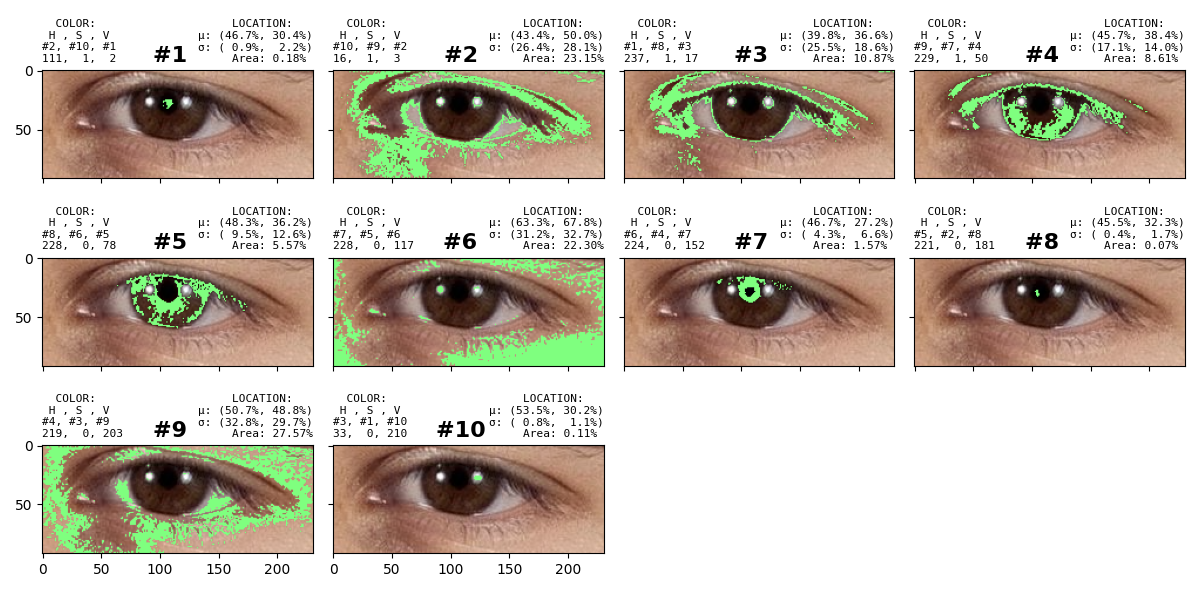 COLOR: LOCATION:
H , S , V μ: (46.7%, 30.4%)
#2, #10, #1 #1 σ: ( 0.9%, 2.2%)
111, 1, 2 Area: 0.18%
COLOR: LOCATION:
H , S , V μ: (43.4%, 50.0%)
#10, #9, #2 #2 σ: (26.4%, 28.1%)
16, 1, 3 Area: 23.15%
COLOR: LOCATION:
H , S , V μ: (39.8%, 36.6%)
#1, #8, #3 #3 σ: (25.5%, 18.6%)
237, 1, 17 Area: 10.87%
COLOR: LOCATION:
H , S , V μ: (45.7%, 38.4%)
#9, #7, #4 #4 σ: (17.1%, 14.0%)
229, 1, 50 Area: 8.61%
0
50
COLOR: LOCATION:
H , S , V μ: (48.3%, 36.2%)
#8, #6, #5 #5 σ: ( 9.5%, 12.6%)
228, 0, 78 Area: 5.57%
COLOR: LOCATION:
H , S , V μ: (63.3%, 67.8%)
#7, #5, #6 #6 σ: (31.2%, 32.7%)
228, 0, 117 Area: 22.30%
COLOR: LOCATION:
H , S , V μ: (46.7%, 27.2%)
#6, #4, #7 #7 σ: ( 4.3%, 6.6%)
224, 0, 152 Area: 1.57%
COLOR: LOCATION:
H , S , V μ: (45.5%, 32.3%)
#5, #2, #8 #8 σ: ( 0.4%, 1.7%)
221, 0, 181 Area: 0.07%
0
50
COLOR: LOCATION:
H , S , V μ: (50.7%, 48.8%)
#4, #3, #9 #9 σ: (32.8%, 29.7%)
219, 0, 203 Area: 27.57%
COLOR: LOCATION:
H , S , V μ: (53.5%, 30.2%)
#3, #1, #10 #10 σ: ( 0.8%, 1.1%)
33, 0, 210 Area: 0.11%
0
50
0 50 100 150 200
0 50 100 150 200